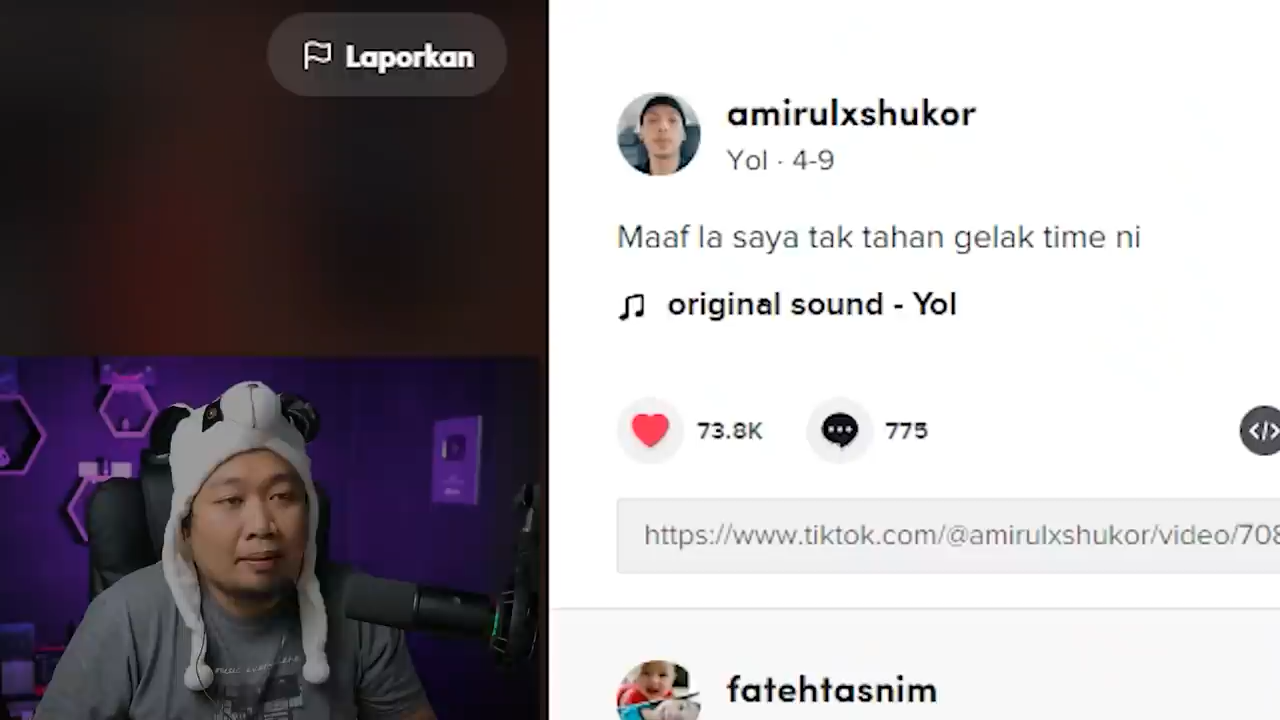 Laporkan
amirulxshukor
Yol · 4-9
Maaf la saya tak tahan gelak time ni
original sound - Yol
73.8K
775
https://www.tiktok.com/@amirulxshukor/video/708
fatehtasnim